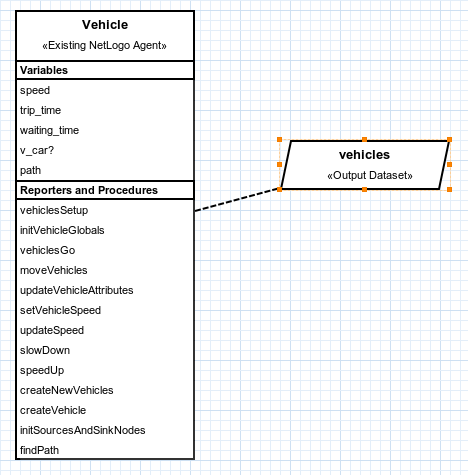 Vehicle
«Existing NetLogo Agent»
Variables
speed
trip_time
waiting_time
v_car?
path
Reporters and Procedures
vehiclesSetup
initVehicleGlobals
vehiclesGo
moveVehicles
updateVehicleAttributes
setVehicleSpeed
updateSpeed
slowDown
speedUp
createNewVehicles
createVehicle
initSourcesAndSinkNodes
findPath
vehicles
«Output Dataset»